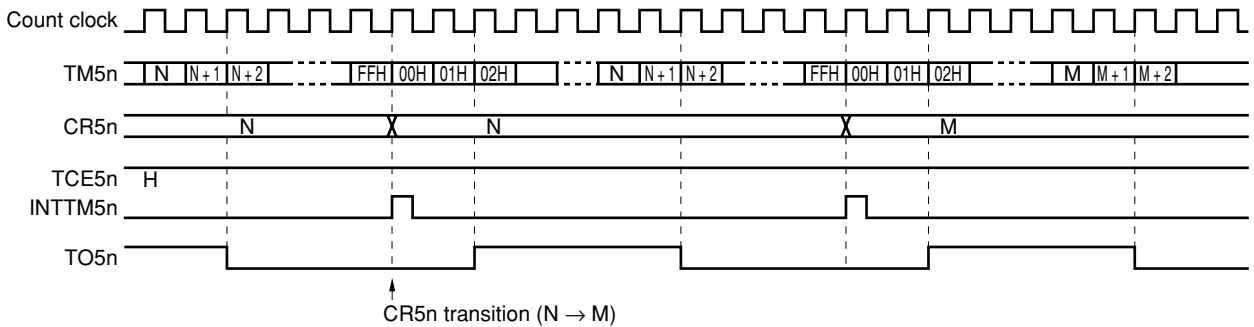 Count clock
TM5n N N + 1 N + 2 FFH 00H 01H 02H N N + 1 N + 2 FFH 00H 01H 02H M M + 1 M + 2
CR5n N N M
TCE5n H
INTTM5n
TO5n
CR5n transition (N → M)